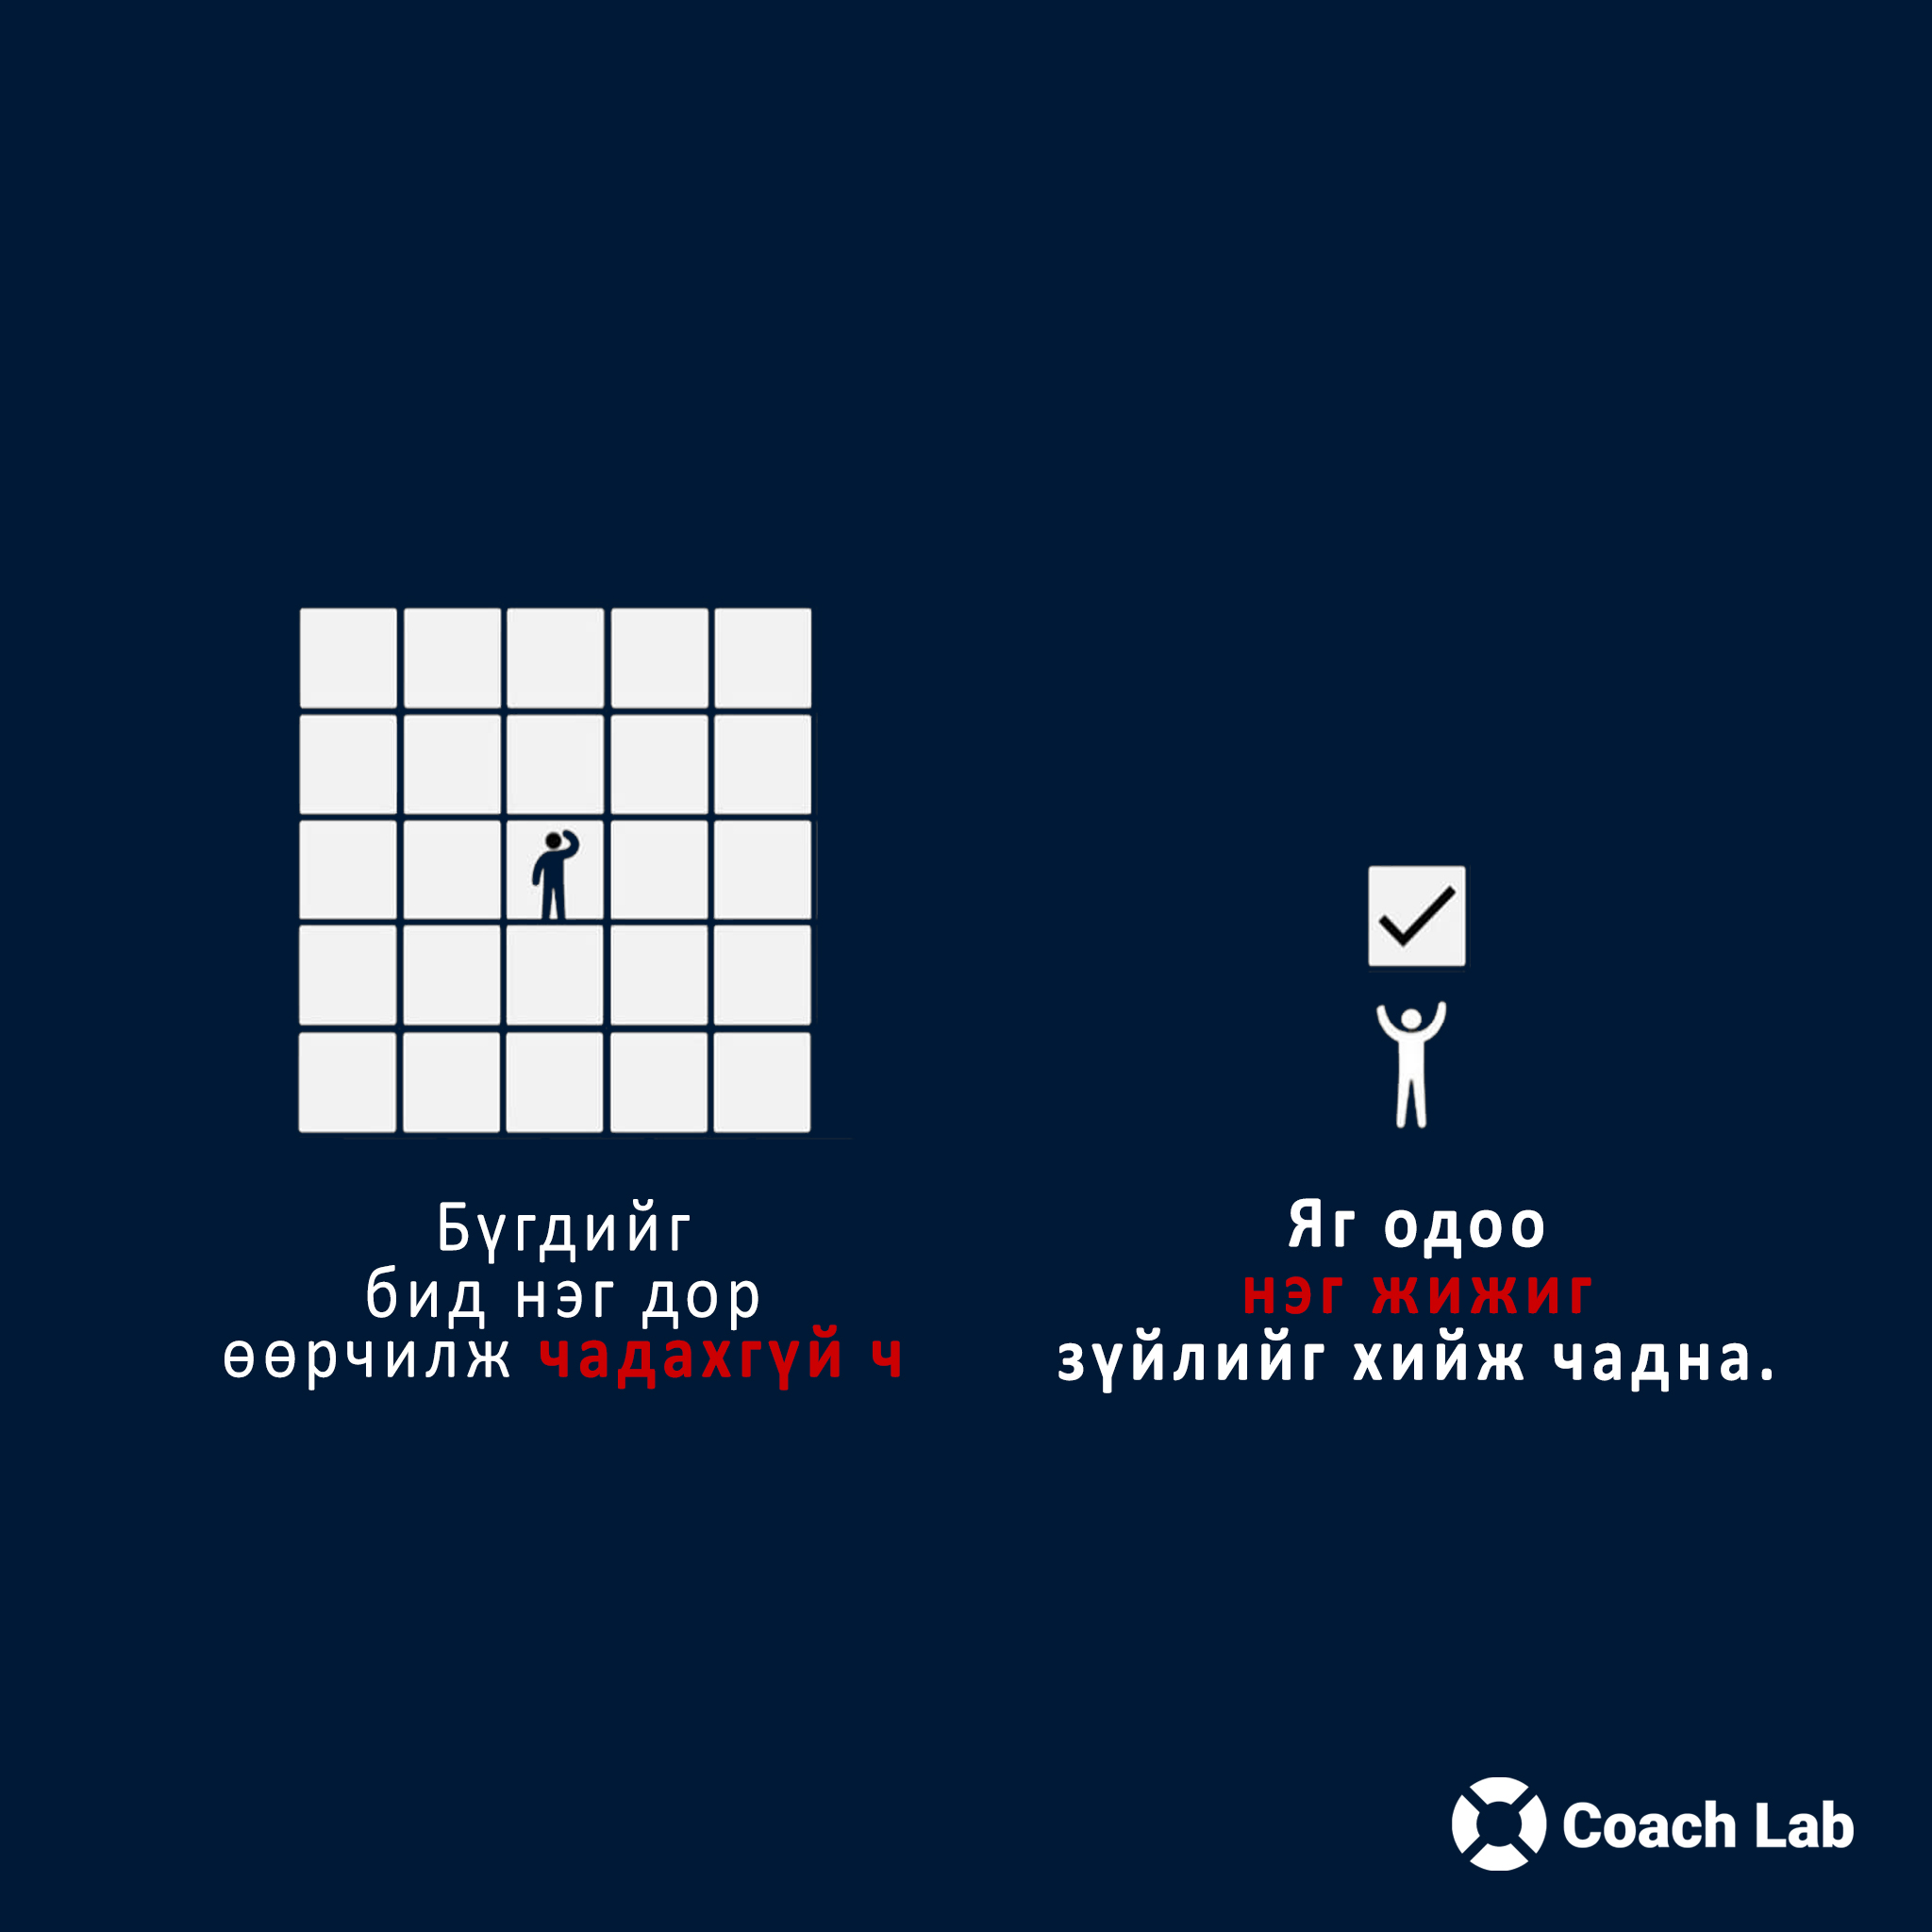 Бүгдийг
бид нэг дор
өөрчилж чадахгүй ч
Яг одоо
нэг жижиг
зүйлийг хийж чадна.
Coach Lab